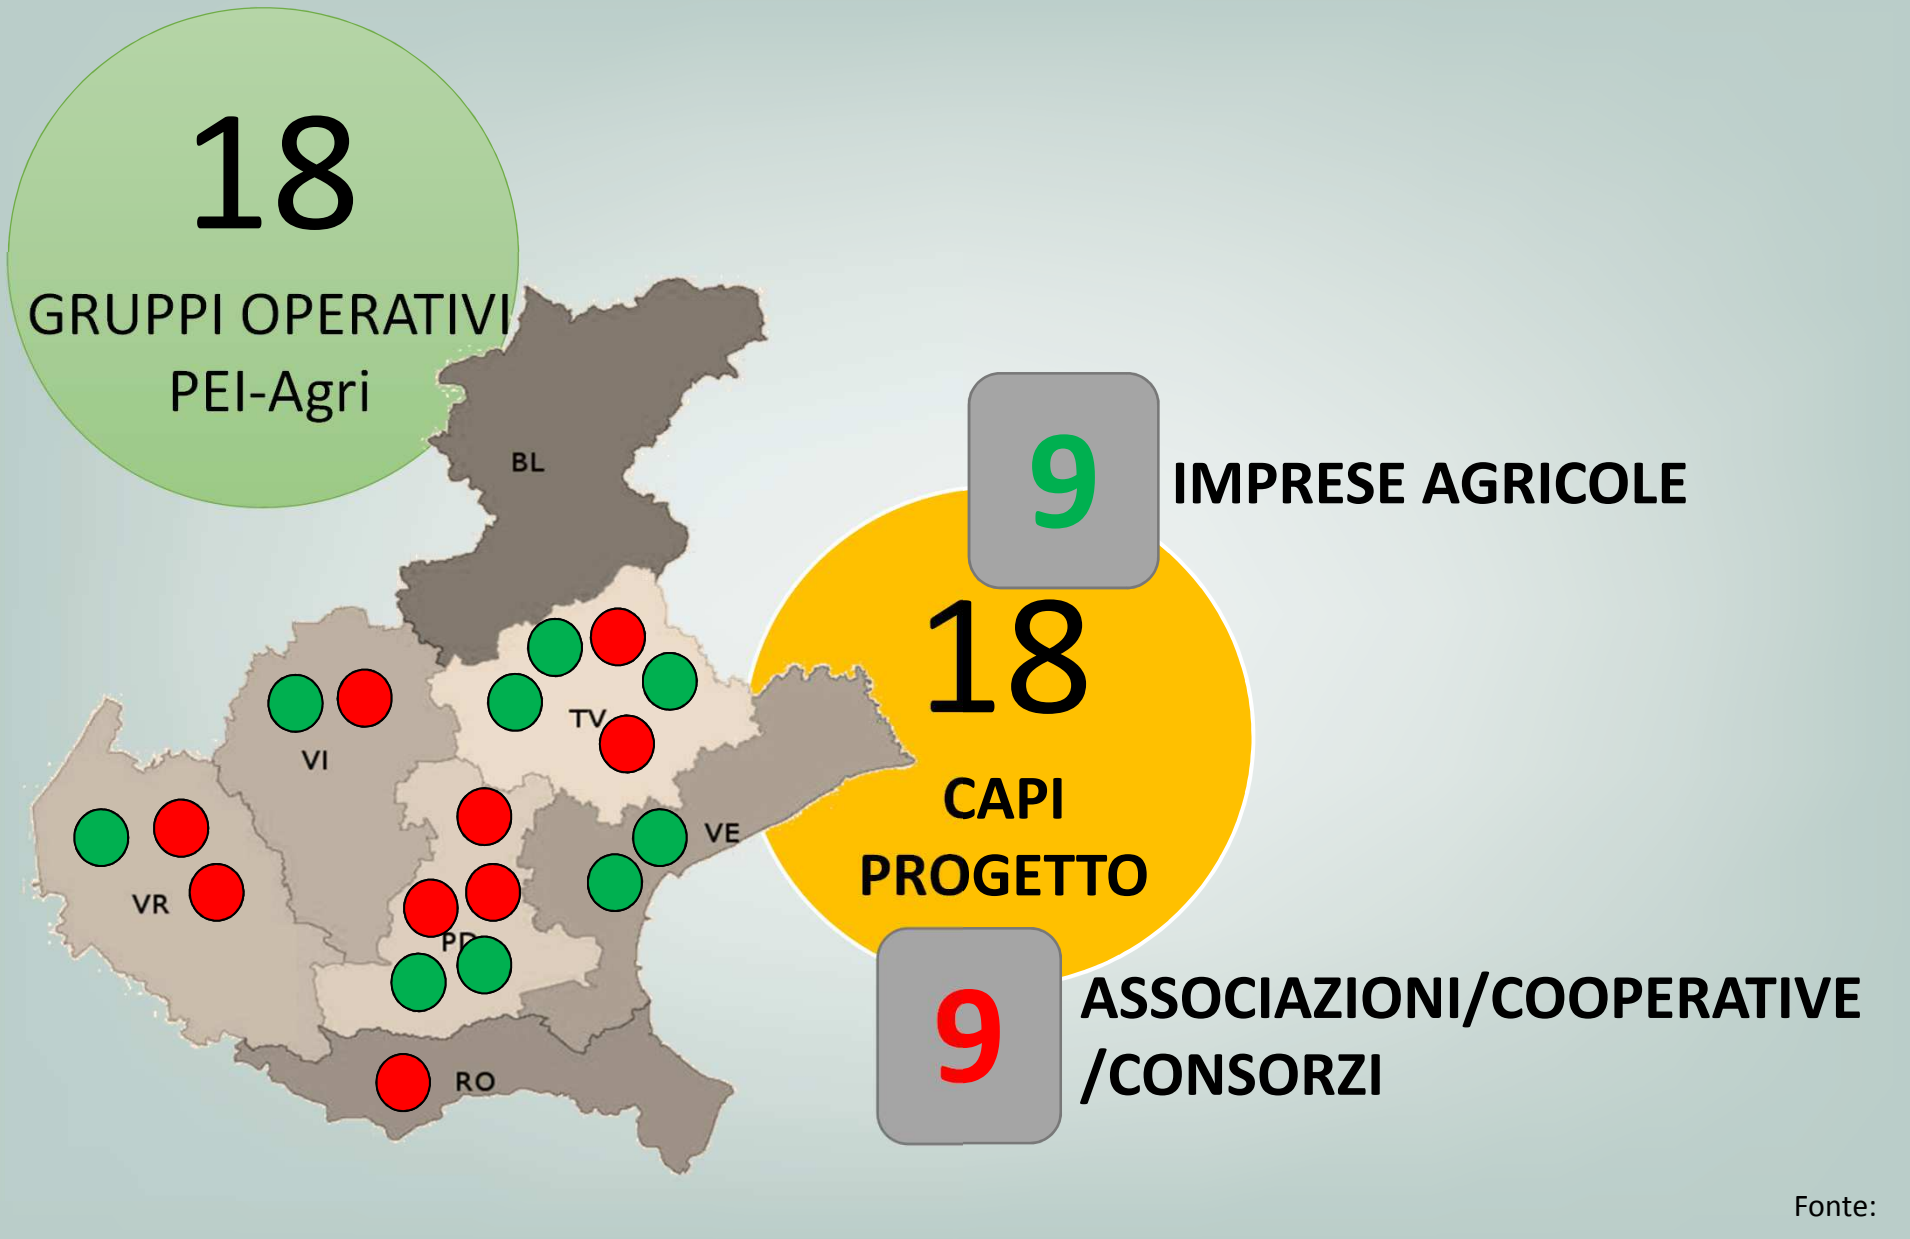 18
GRUPPI OPERATIVI
PEI-Agri
BL
TV
VI
VE
VR
PD
RO
9
IMPRESE AGRICOLE
18
CAPI
PROGETTO
9
ASSOCIAZIONI/COOPERATIVE
/CONSORZI
Fonte: